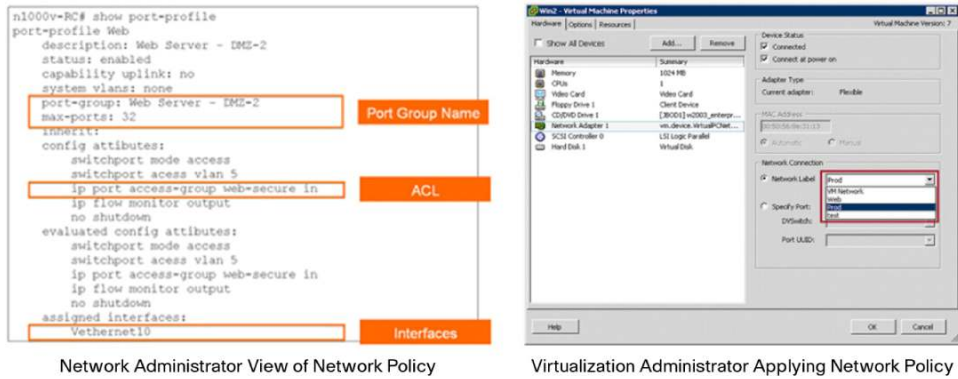 n1000v-RC# show port-profile
port-profile Web
description: Web Server - DMZ-2
status: enabled
capability uplink: no
system vlans: none
port-group: Web Server - DMZ-2
max-ports: 32
Port Group Name
inherit:
config attibutes:
switchport mode access
switchport acess vlan 5
ip port access-group web-secure in
ACL
ip flow monitor output
no shutdown
evaluated config attibutes:
switchport mode access
switchport acess vlan 5
ip port access-group web-secure in
ip flow monitor output
no shutdown
assigned interfaces:
Vethernet10
Interfaces
Network Administrator View of Network Policy
Win2 - Virtual Machine Properties
Hardware Options Resources
Virtual Machine Version: 7
Show All Devices
Add...
Remove
Hardware Summary
Memory 1024 MB
CPUs 1
Video Card Video Card
Floppy Drive 1 Client Device
CD/DVD Drive 1 [JBOD1] w2003_enterpr...
Network Adapter 1 vm.device.VirtualPCNet...
SCSI Controller 0 LSI Logic Parallel
Hard Disk 1 Virtual Disk
Device Status
Connected
Connect at power on
Adapter Type
Current adapter: Flexible
MAC Address
Automatic Manual
Network Connection
Network Label Prod
VM Network
Web
Prod
test
Specify Port:
DVSwitch:
Port UUID:
Help
OK
Cancel
Virtualization Administrator Applying Network Policy